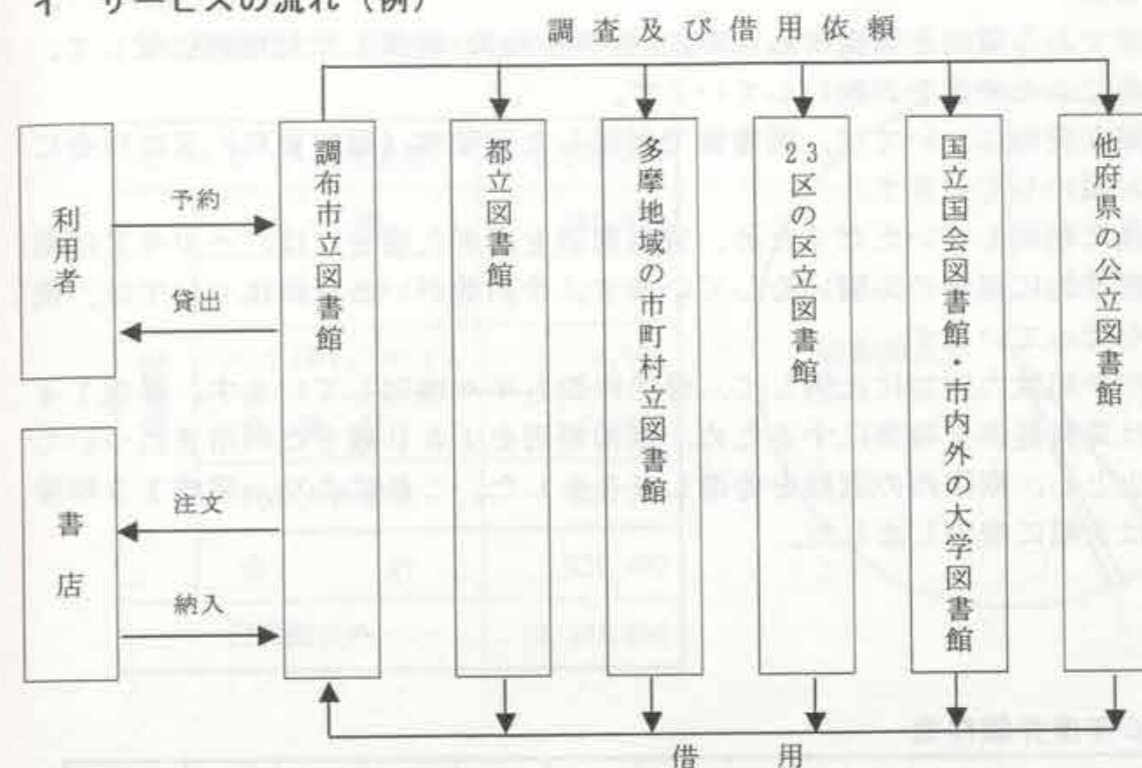 イ サービスの流れ（例）
調査及び借用依頼
利用者
予約
貸出
書店
注文
納入
調布市立図書館
都立図書館
多摩地域の市町村立図書館
23区の区立図書館
国立国会図書館・市内外の大学図書館
他府県の公立図書館
借用